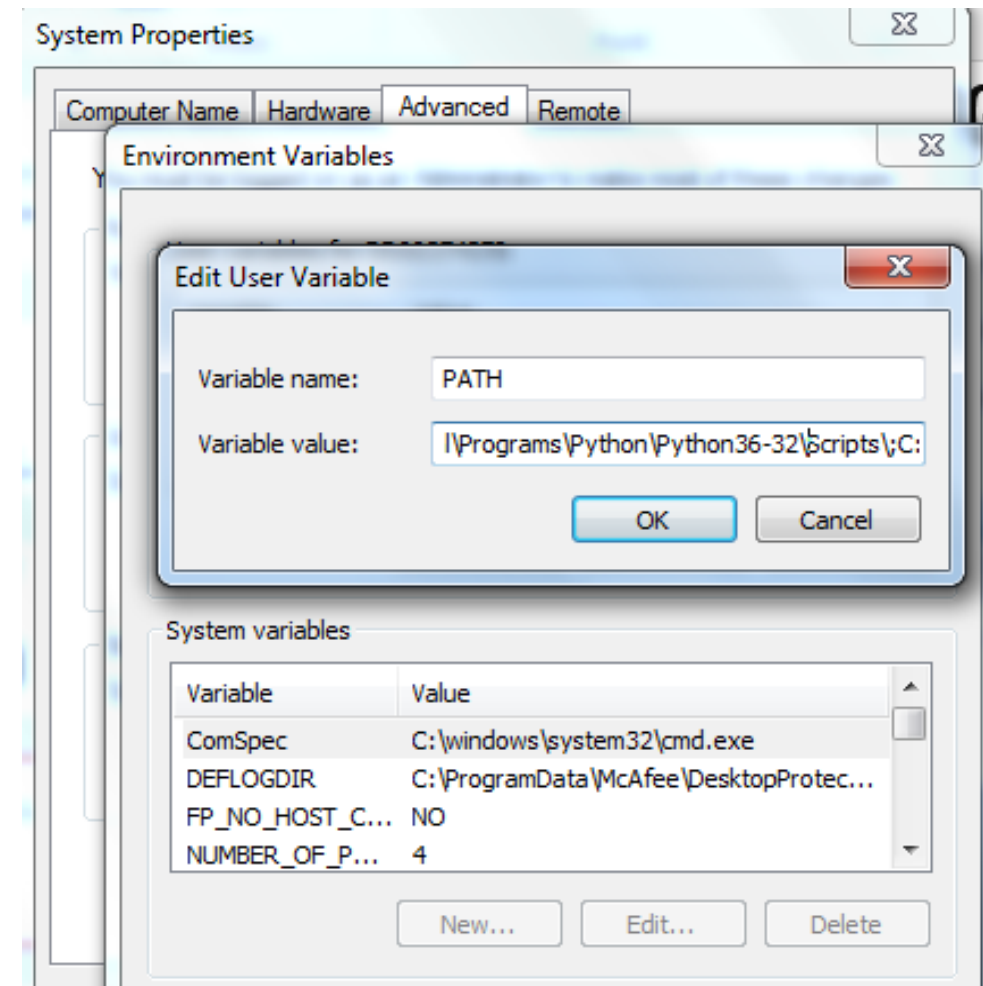 System Properties
Computer Name Hardware Advanced Remote
Environment Variables
Edit User Variable
Variable name: PATH
Variable value: l\Programs\Python\Python36-32\Scripts\;C:
OK Cancel
System variables
Variable Value
ComSpec C:\windows\system32\cmd.exe
DEFLOGDIR C:\ProgramData\McAfee\DesktopProtec...
FP_NO_HOST_C... NO
NUMBER_OF_P... 4
New... Edit... Delete